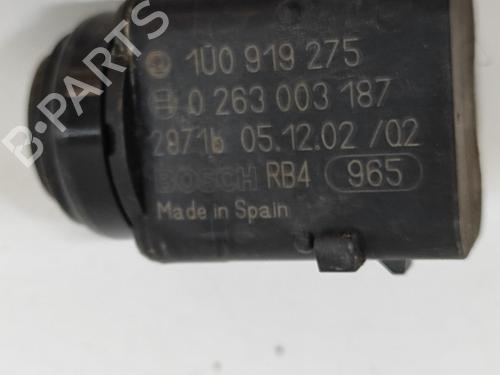 1U0 919 275
0 263 003 187
2871b 05.12.02 /02
BOSCH RB4 965
Made in Spain
B-PARTS